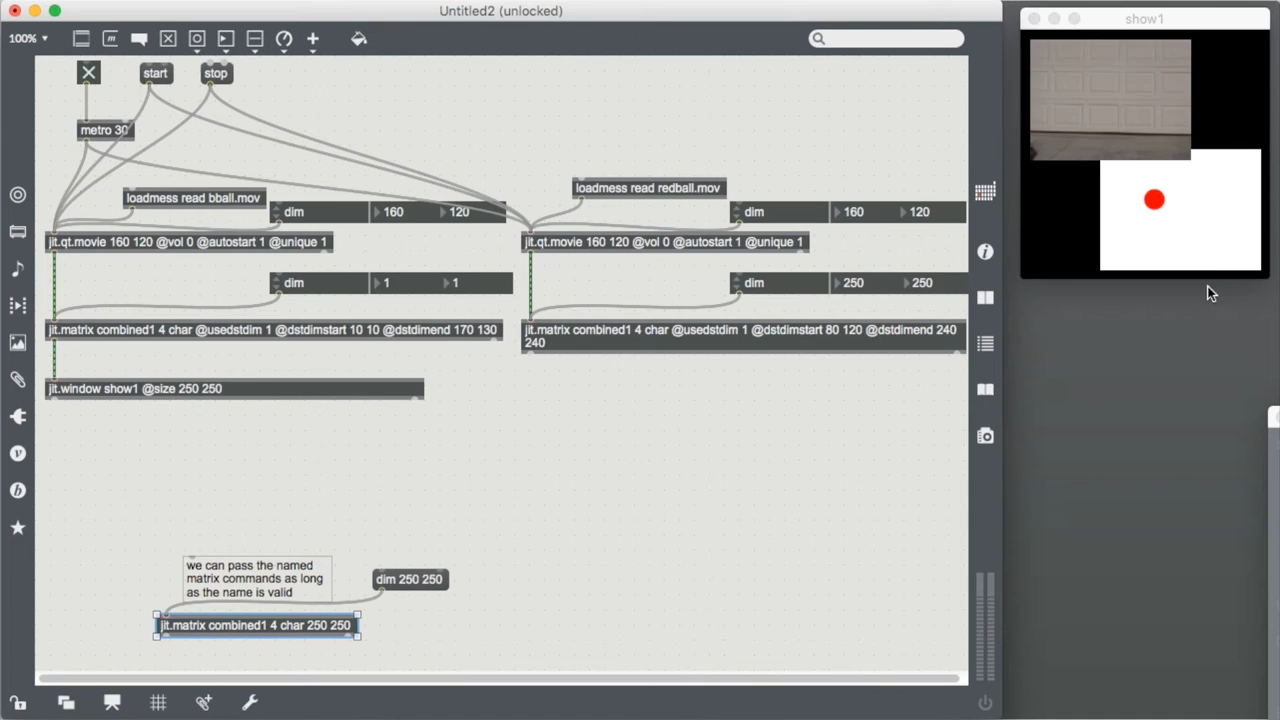 Untitled2 (unlocked)
show1
100%
start
stop
metro 30
loadmess read bball.mov
loadmess read redball.mov
dim 160 120
dim 160 120
jit.qt.movie 160 120 @vol 0 @autostart 1 @unique 1
jit.qt.movie 160 120 @vol 0 @autostart 1 @unique 1
dim 1 1
dim 250 250
jit.matrix combined1 4 char @usedstdim 1 @dstdimstart 10 10 @dstdimend 170 130
jit.matrix combined1 4 char @usedstdim 1 @dstdimstart 80 120 @dstdimend 240
240
jit.window show1 @size 250 250
we can pass the named
matrix commands as long
as the name is valid
dim 250 250
jit.matrix combined1 4 char 250 250